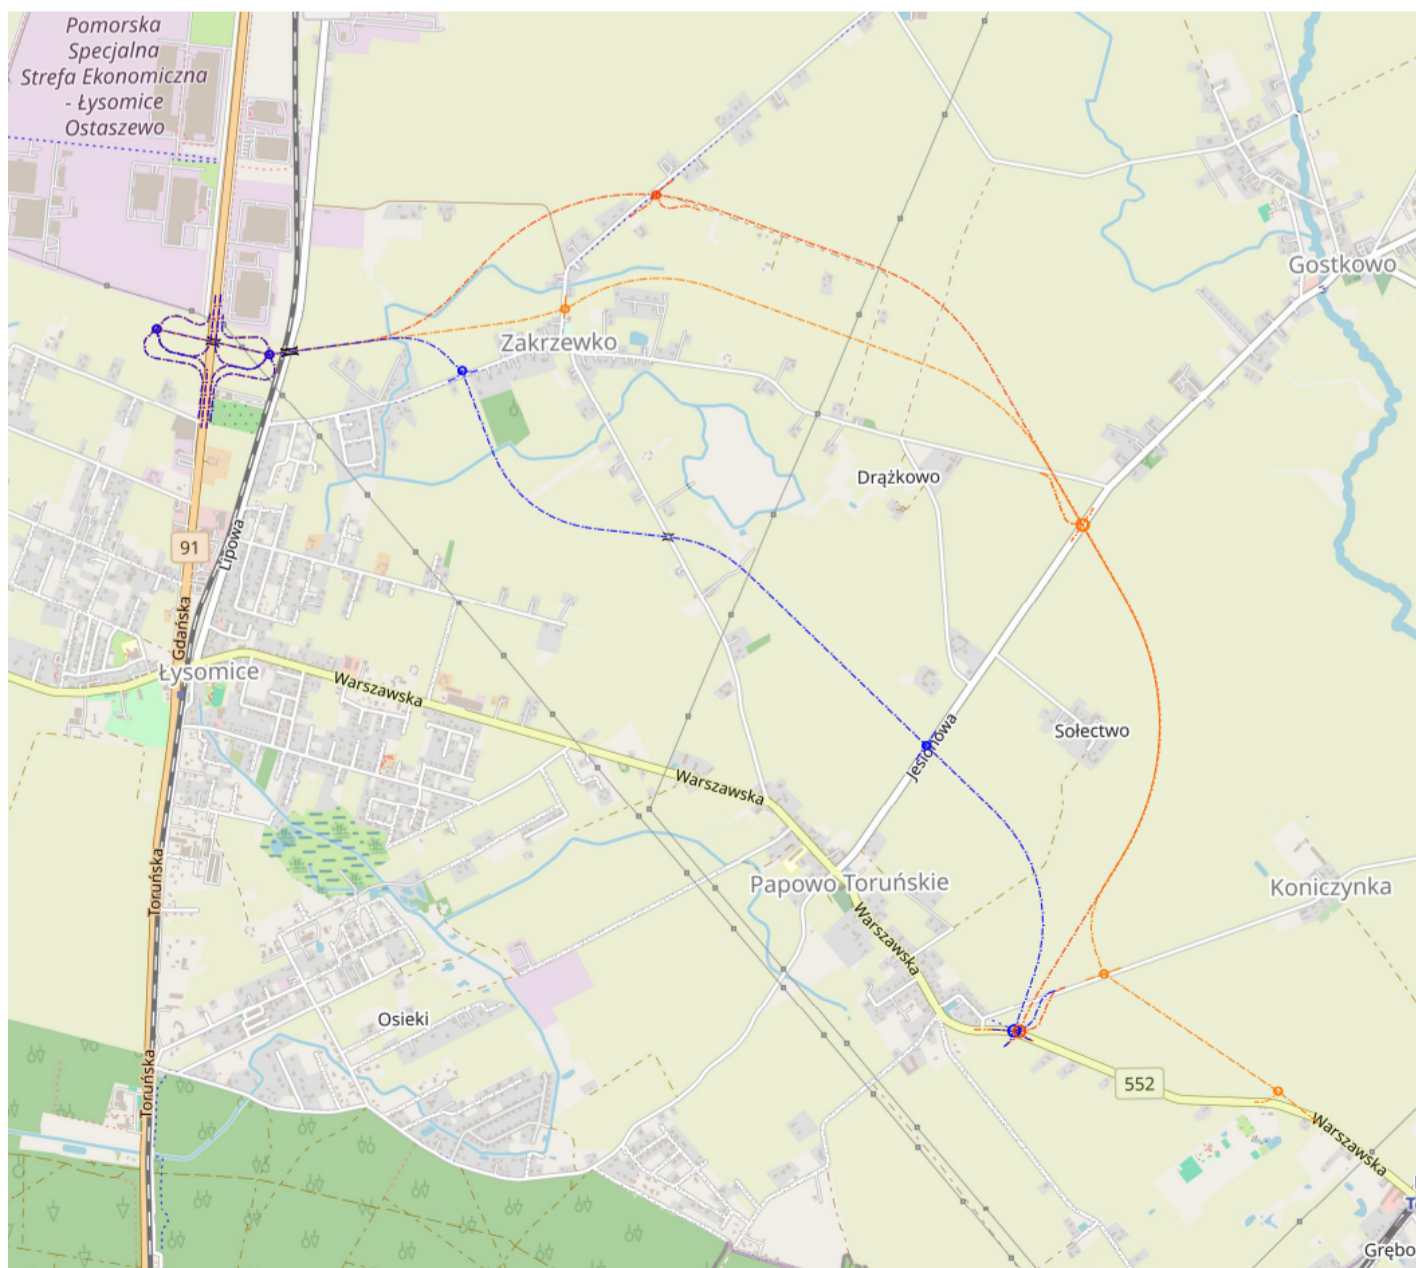 Pomorska
Specjalna
Strefa Ekonomiczna
- Łysomice
Ostaszewo
Gostkowo
Zakrzewko
Drążkowo
91
Lipowa
Gdańska
Łysomice
Warszawska
Jesionowa
Sołectwo
Warszawska
Toruńska
Papowo Toruńskie
Koniczynka
Warszawska
Osieki
Toruńska
552
Warszawska
Grębo